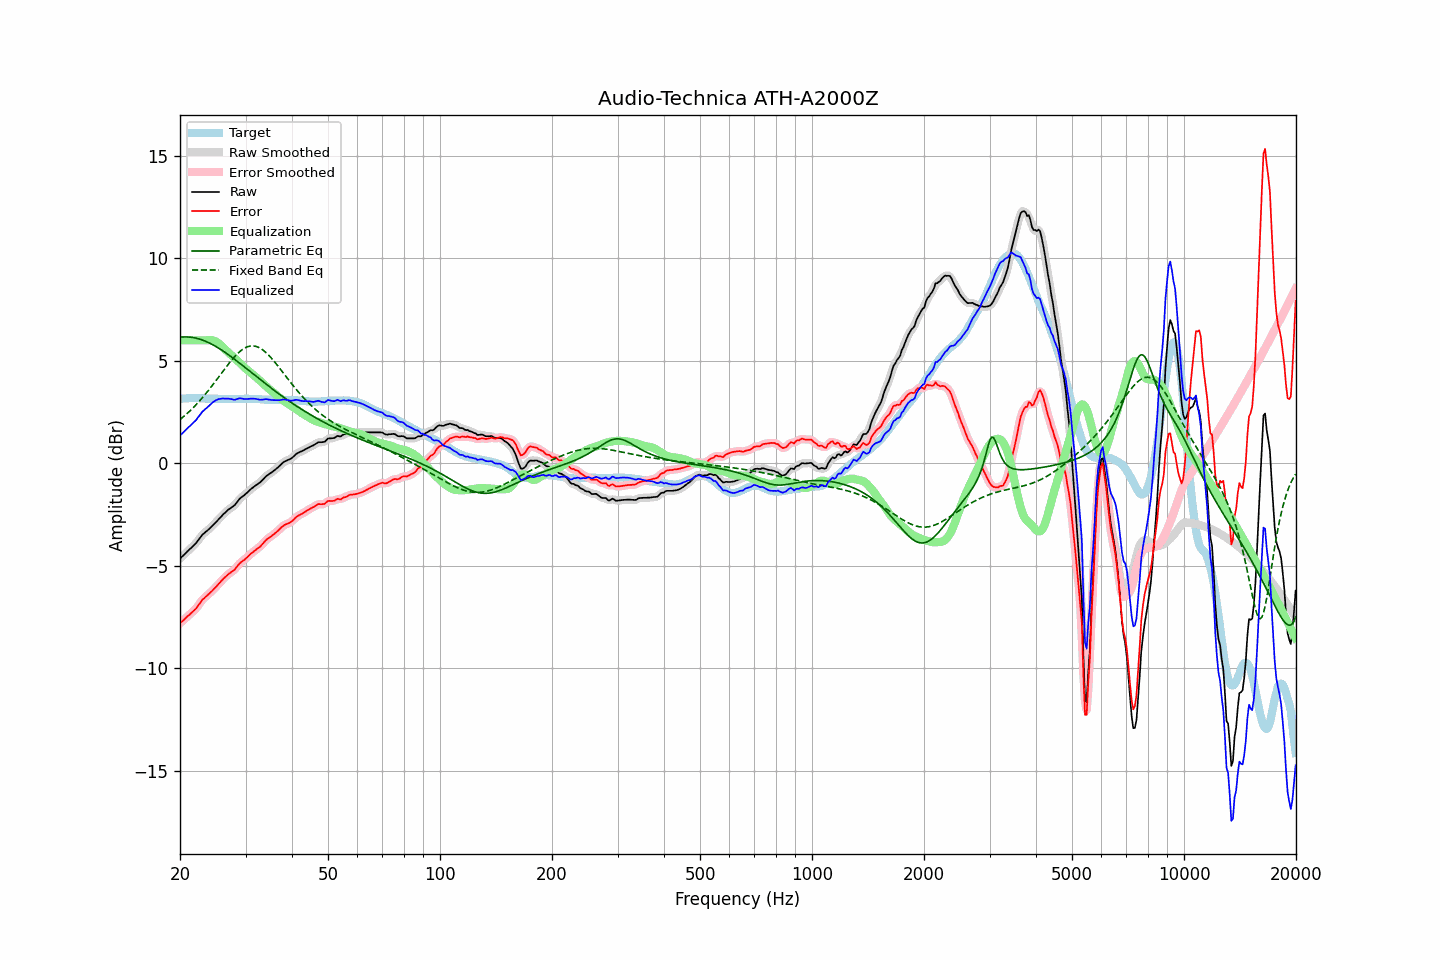 Audio-Technica ATH-A2000Z
Target
Raw Smoothed
Error Smoothed
Raw
Error
Equalization
Parametric Eq
Fixed Band Eq
Equalized
15
10
5
0
−5
−10
−15
Amplitude (dBr)
20 50 100 200 500 1000 2000 5000 10000 20000
Frequency (Hz)